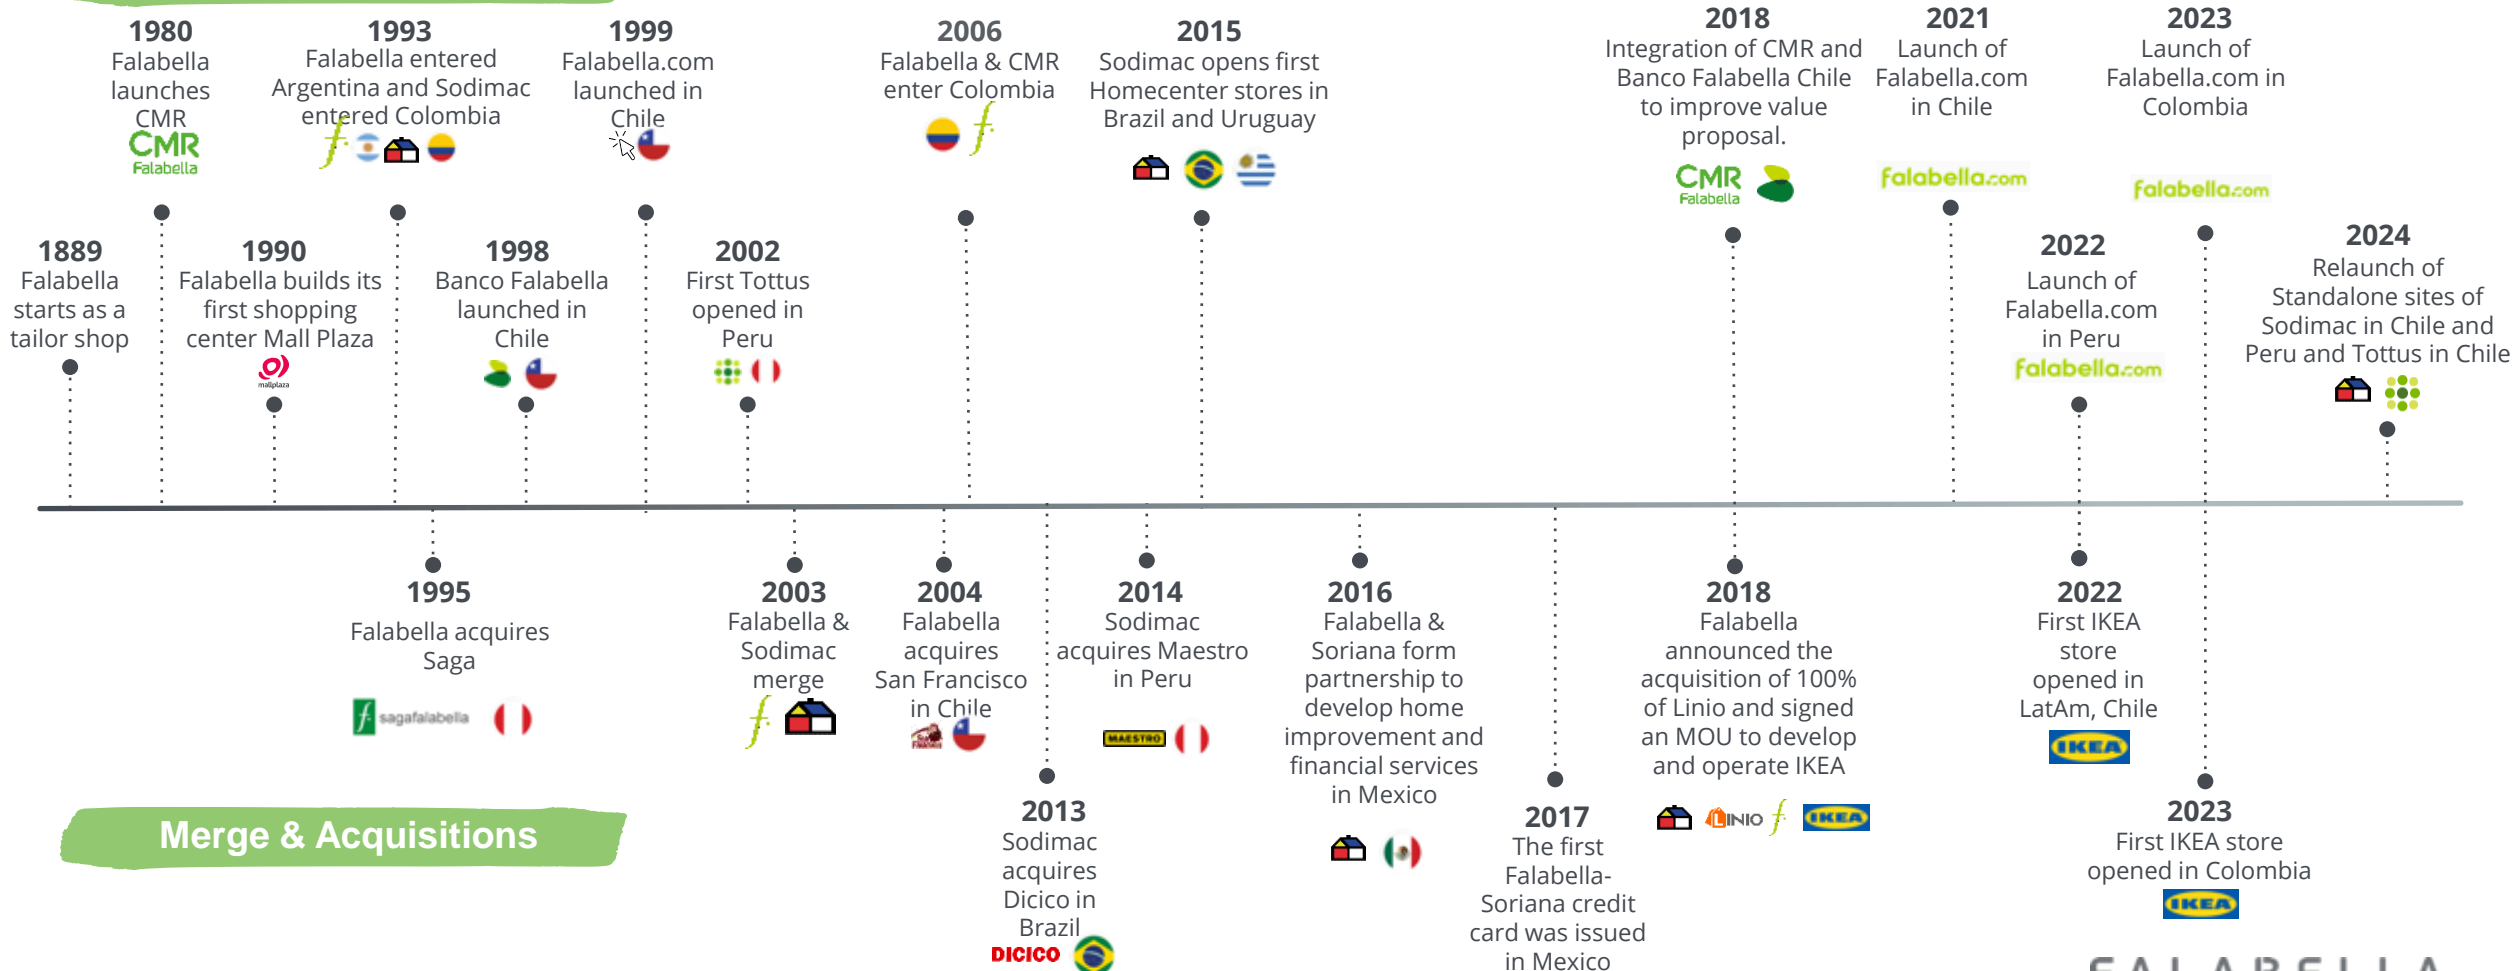 1980
Falabella
launches
CMR
CMR
Falabella
1993
Falabella entered
Argentina and Sodimac
entered Colombia
1999
Falabella.com
launched in
Chile
2006
Falabella & CMR
enter Colombia
2015
Sodimac opens first
Homecenter stores in
Brazil and Uruguay
2018
Integration of CMR and
Banco Falabella Chile
to improve value
proposal.
CMR
Falabella
2021
Launch of
Falabella.com
in Chile
falabella.com
2023
Launch of
Falabella.com in
Colombia
falabella.com
1889
Falabella
starts as a
tailor shop
1990
Falabella builds its
first shopping
center Mall Plaza
mallplaza
1998
Banco Falabella
launched in
Chile
2002
First Tottus
opened in
Peru
2022
Launch of
Falabella.com
in Peru
falabella.com
2024
Relaunch of
Standalone sites of
Sodimac in Chile and
Peru and Tottus in Chile
1995
Falabella acquires
Saga
f. sagafalabella
2003
Falabella &
Sodimac
merge
2004
Falabella
acquires
San Francisco
in Chile
2013
Sodimac
acquires
Dicico in
Brazil
DICICO
2014
Sodimac
acquires Maestro
in Peru
MAESTRO
2016
Falabella &
Soriana form
partnership to
develop home
improvement and
financial services
in Mexico
2017
The first
Falabella-
Soriana credit
card was issued
in Mexico
2018
Falabella
announced the
acquisition of 100%
of Linio and signed
an MOU to develop
and operate IKEA
LINIO f. IKEA
2022
First IKEA
store
opened in
LatAm, Chile
IKEA
2023
First IKEA store
opened in Colombia
IKEA
Merge & Acquisitions
FALABELLA